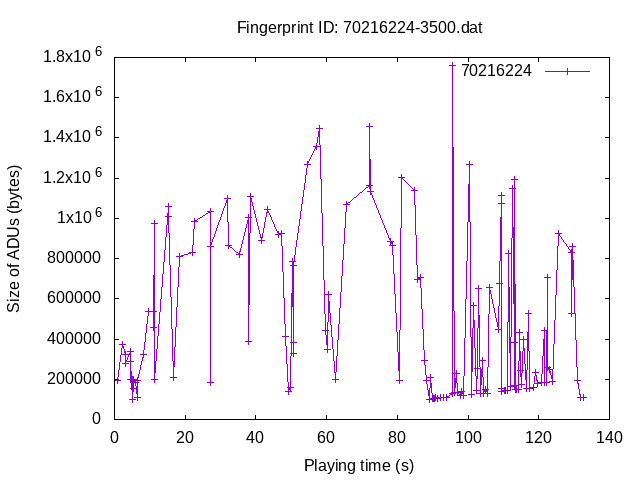 Fingerprint ID: 70216224-3500.dat
70216224
1.8x10^6
1.6x10^6
1.4x10^6
1.2x10^6
1x10^6
800000
600000
400000
200000
0
Size of ADUs (bytes)
0 20 40 60 80 100 120 140
Playing time (s)